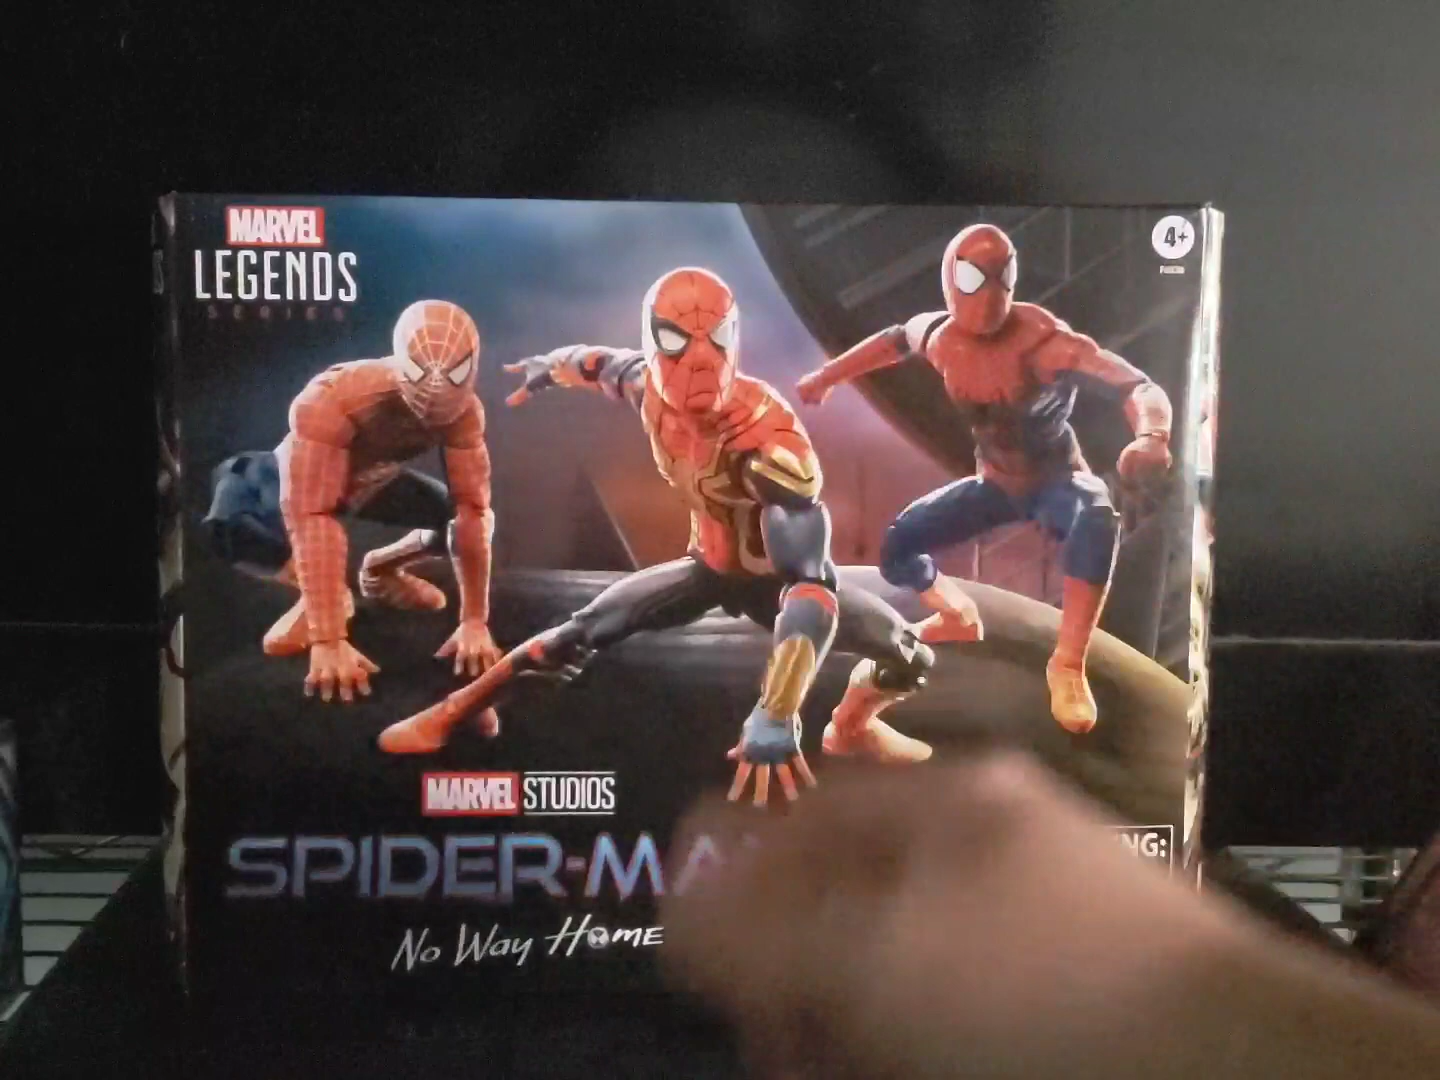 MARVEL
LEGENDS
SERIES
4+
MARVEL STUDIOS
SPIDER-MA
No Way Home
NG: